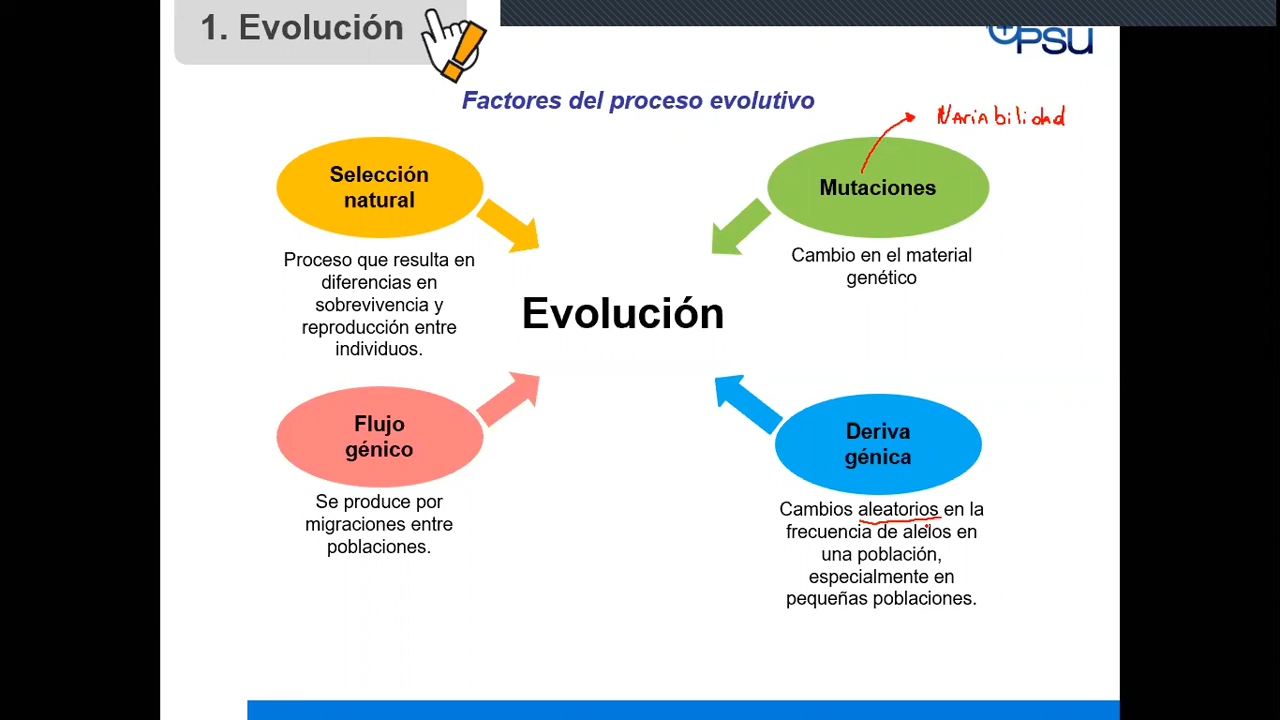 1. Evolución
PSU
Factores del proceso evolutivo
Variabilidad
Selección
natural
Proceso que resulta en
diferencias en
sobrevivencia y
reproducción entre
individuos.
Mutaciones
Cambio en el material
genético
Evolución
Flujo
génico
Se produce por
migraciones entre
poblaciones.
Deriva
génica
Cambios aleatorios en la
frecuencia de alelos en
una población,
especialmente en
pequeñas poblaciones.